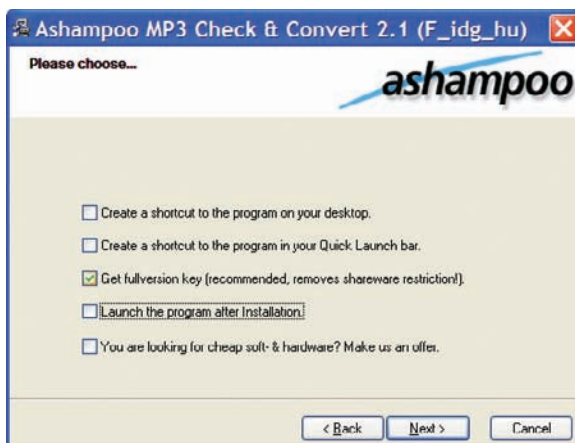 Ashampoo MP3 Check & Convert 2.1 (F_idg_hu)
Please choose...
ashampoo
Create a shortcut to the program on your desktop.
Create a shortcut to the program in your Quick Launch bar.
Get fullversion key (recommended, removes shareware restriction!).
Launch the program after Installation.
You are looking for cheap soft- & hardware? Make us an offer.
< Back Next > Cancel